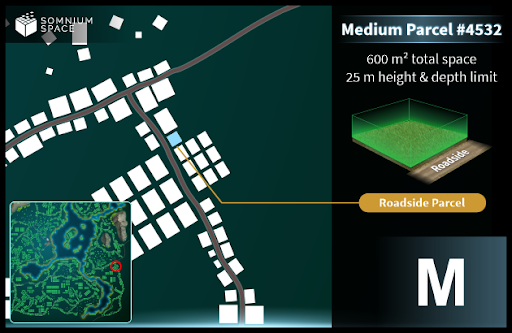 SOMNIUM
SPACE
Medium Parcel #4532
600 m² total space
25 m height & depth limit
Roadside
Roadside Parcel
M